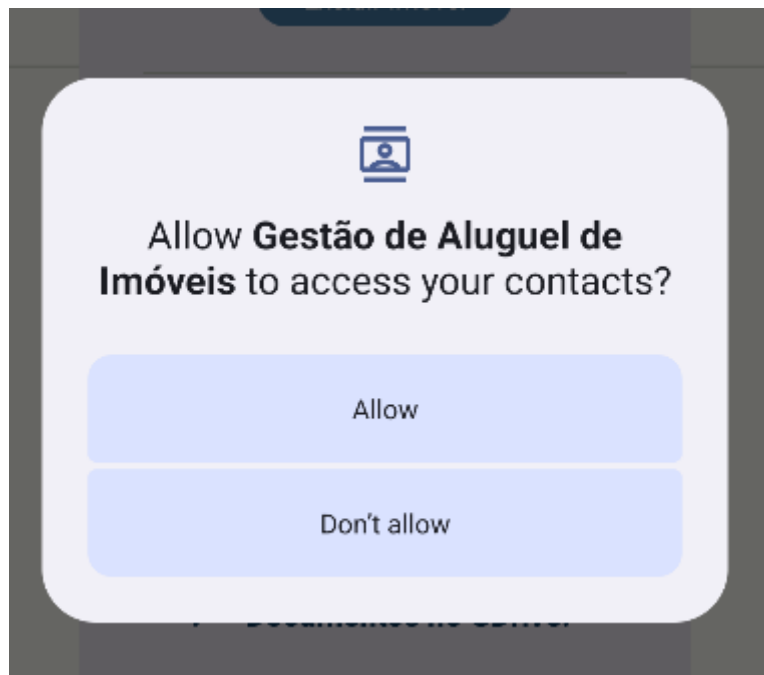 Allow Gestão de Aluguel de
Imóveis to access your contacts?
Allow
Don't allow